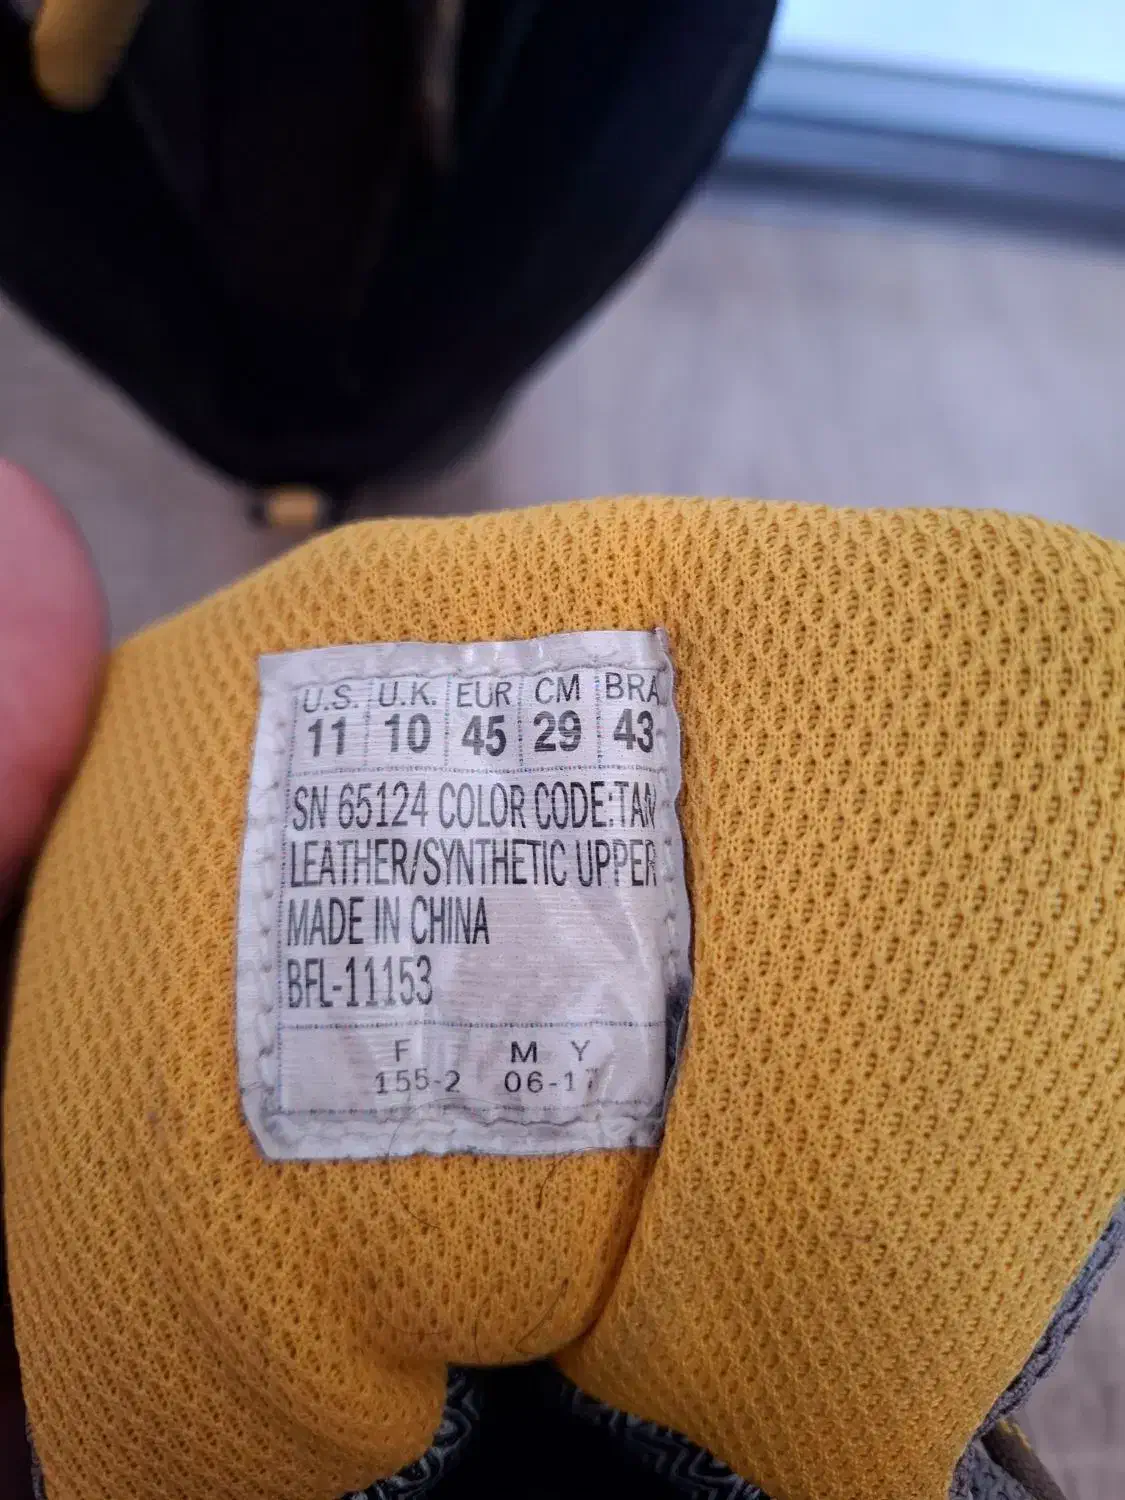 U.S. U.K. EUR CM BRA
11 10 45 29 43
SN 65124 COLOR CODE:TAN
LEATHER/SYNTHETIC UPPER
MADE IN CHINA
BFL-11153
F M Y
155-2 06-17